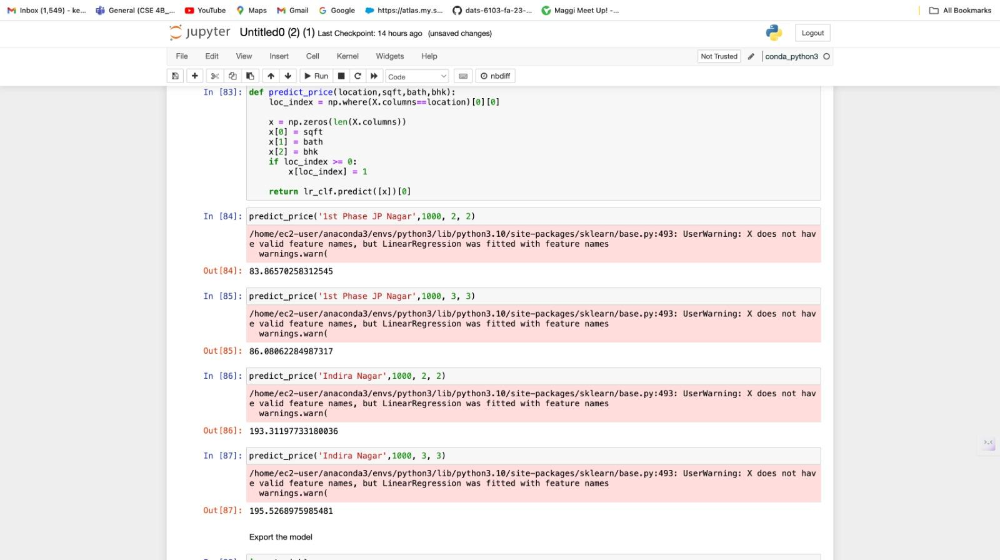 Inbox (1,549) - ke... General (CSE 4B_... YouTube Maps Gmail Google https://atlas.my.s... dats-6103-fa-23-... Maggi Meet Up! -... All Bookmarks
jupyter Untitled0 (2) (1) Last Checkpoint: 14 hours ago (unsaved changes) Logout
File Edit View Insert Cell Kernel Widgets Help Not Trusted conda_python3
Run Code nbdiff
In [83]: def predict_price(location,sqft,bath,bhk):
loc_index = np.where(X.columns==location)[0][0]
x = np.zeros(len(X.columns))
x[0] = sqft
x[1] = bath
x[2] = bhk
if loc_index >= 0:
x[loc_index] = 1
return lr_clf.predict([x])[0]
In [84]: predict_price('1st Phase JP Nagar',1000, 2, 2)
/home/ec2-user/anaconda3/envs/python3/lib/python3.10/site-packages/sklearn/base.py:493: UserWarning: X does not hav
e valid feature names, but LinearRegression was fitted with feature names
warnings.warn(
Out[84]: 83.86570258312545
In [85]: predict_price('1st Phase JP Nagar',1000, 3, 3)
/home/ec2-user/anaconda3/envs/python3/lib/python3.10/site-packages/sklearn/base.py:493: UserWarning: X does not hav
e valid feature names, but LinearRegression was fitted with feature names
warnings.warn(
Out[85]: 86.08062284987317
In [86]: predict_price('Indira Nagar',1000, 2, 2)
/home/ec2-user/anaconda3/envs/python3/lib/python3.10/site-packages/sklearn/base.py:493: UserWarning: X does not hav
e valid feature names, but LinearRegression was fitted with feature names
warnings.warn(
Out[86]: 193.31197733180036
In [87]: predict_price('Indira Nagar',1000, 3, 3)
/home/ec2-user/anaconda3/envs/python3/lib/python3.10/site-packages/sklearn/base.py:493: UserWarning: X does not hav
e valid feature names, but LinearRegression was fitted with feature names
warnings.warn(
Out[87]: 195.5268975985481
Export the model